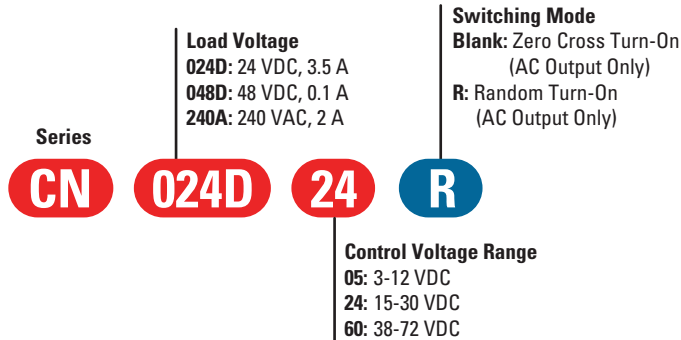 Switching Mode
Blank: Zero Cross Turn-On
(AC Output Only)
R: Random Turn-On
(AC Output Only)
Load Voltage
024D: 24 VDC, 3.5 A
048D: 48 VDC, 0.1 A
240A: 240 VAC, 2 A
Series
CN 024D 24 R
Control Voltage Range
05: 3-12 VDC
24: 15-30 VDC
60: 38-72 VDC